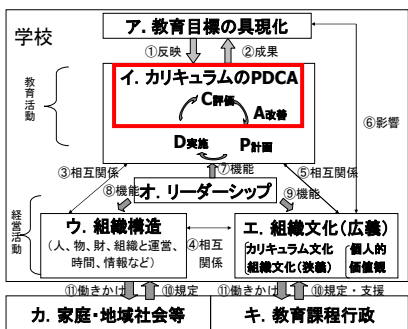 学校
ア. 教育目標の具現化
①反映
②成果
教育活動
イ. カリキュラムのPDCA
C評価
A改善
D実施
P計画
⑥影響
③相互関係
⑦機能
⑤相互関係
⑧機能
オ. リーダーシップ
⑨機能
経営活動
ウ. 組織構造
(人、物、財、組織と運営、
時間、情報など)
④相互
関係
エ. 組織文化(広義)
カリキュラム文化
組織文化(狭義)
個人的
価値観
⑪働きかけ
⑩規定
⑪働きかけ
⑩規定・支援
カ. 家庭・地域社会等
キ. 教育課程行政